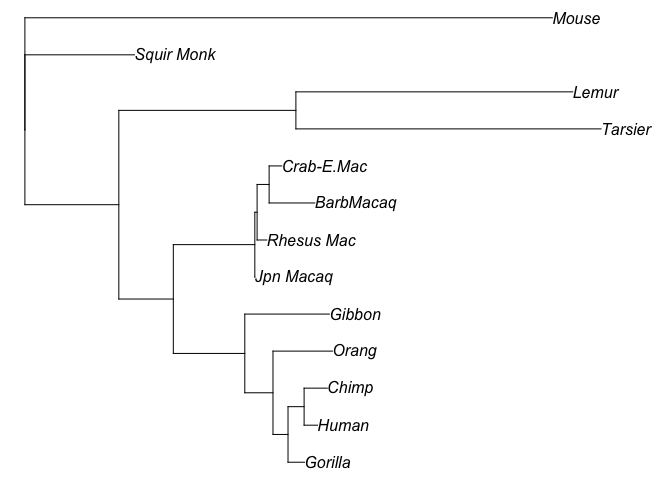 Mouse
Squir Monk
Lemur
Tarsier
Crab-E.Mac
BarbMacaq
Rhesus Mac
Jpn Macaq
Gibbon
Orang
Chimp
Human
Gorilla